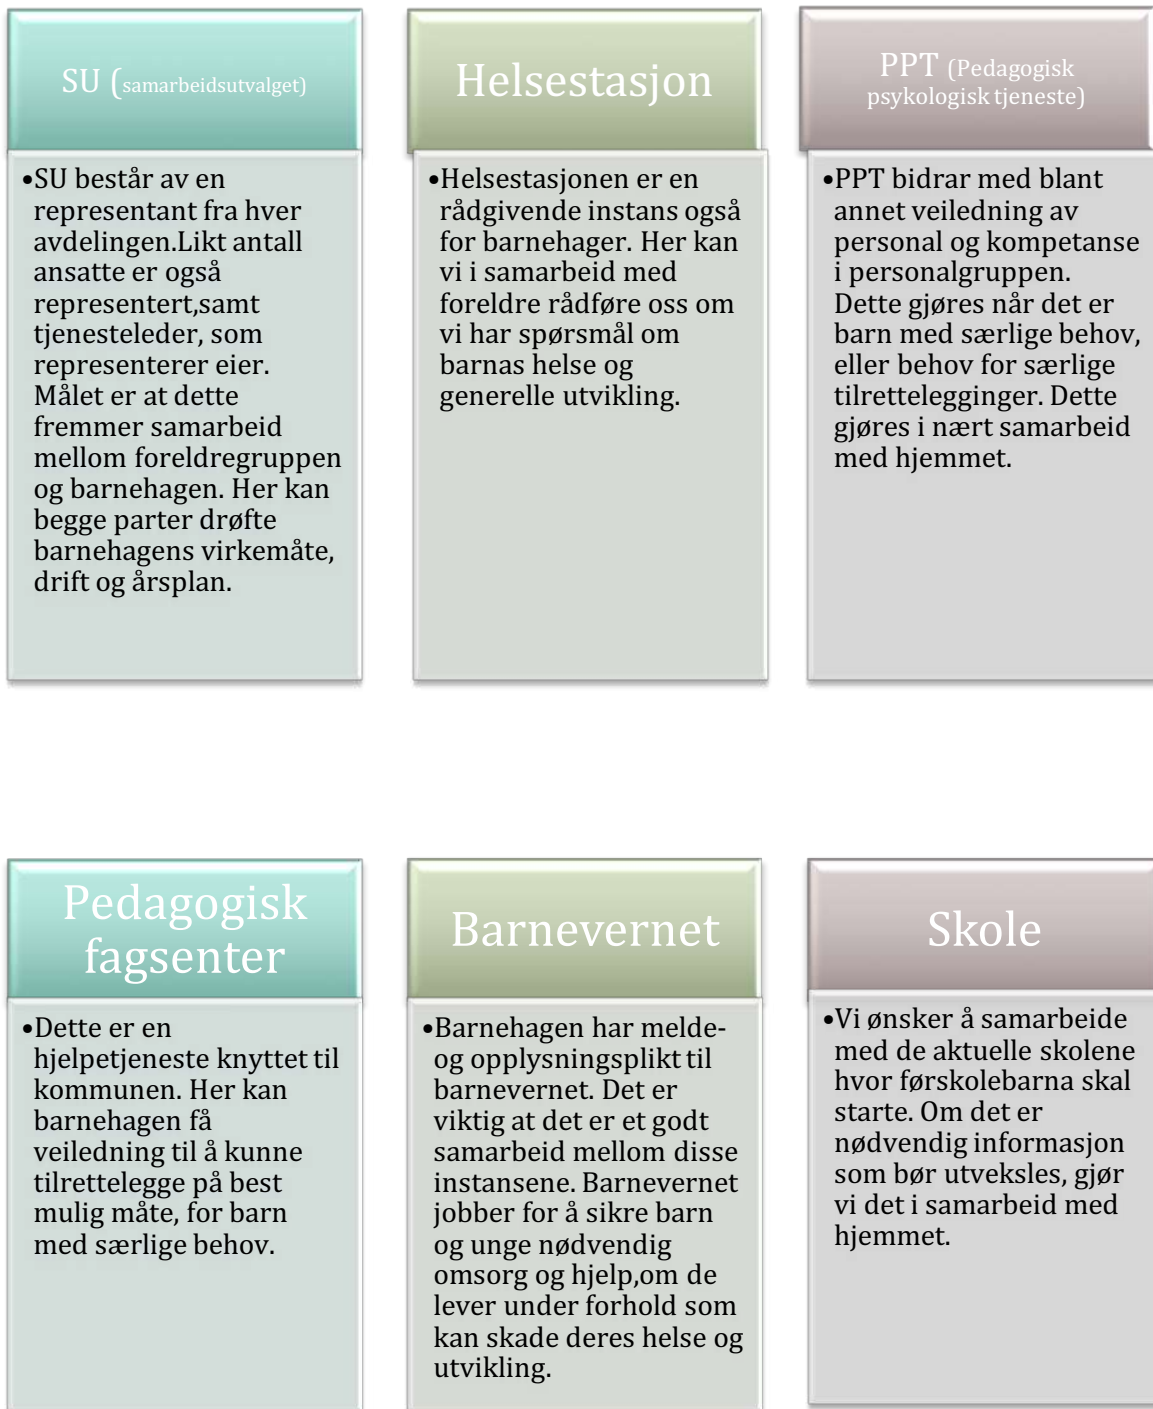 SU (samarbeidsutvalget)
•SU består av en
representant fra hver
avdelingen.Likt antall
ansatte er også
representert,samt
tjenesteleder, som
representerer eier.
Målet er at dette
fremmer samarbeid
mellom foreldregruppen
og barnehagen. Her kan
begge parter drøfte
barnehagens virkemåte,
drift og årsplan.
Helsestasjon
•Helsestasjonen er en
rådgivende instans også
for barnehager. Her kan
vi i samarbeid med
foreldre rådføre oss om
vi har spørsmål om
barnas helse og
generelle utvikling.
PPT (Pedagogisk
psykologisk tjeneste)
•PPT bidrar med blant
annet veiledning av
personal og kompetanse
i personalgruppen.
Dette gjøres når det er
barn med særlige behov,
eller behov for særlige
tilrettelegginger. Dette
gjøres i nært samarbeid
med hjemmet.
Pedagogisk
fagsenter
•Dette er en
hjelpetjeneste knyttet til
kommunen. Her kan
barnehagen få
veiledning til å kunne
tilrettelegge på best
mulig måte, for barn
med særlige behov.
Barnevernet
•Barnehagen har melde-
og opplysningsplikt til
barnevernet. Det er
viktig at det er et godt
samarbeid mellom disse
instansene. Barnevernet
jobber for å sikre barn
og unge nødvendig
omsorg og hjelp,om de
lever under forhold som
kan skade deres helse og
utvikling.
Skole
•Vi ønsker å samarbeide
med de aktuelle skolene
hvor førskolebarna skal
starte. Om det er
nødvendig informasjon
som bør utveksles, gjør
vi det i samarbeid med
hjemmet.